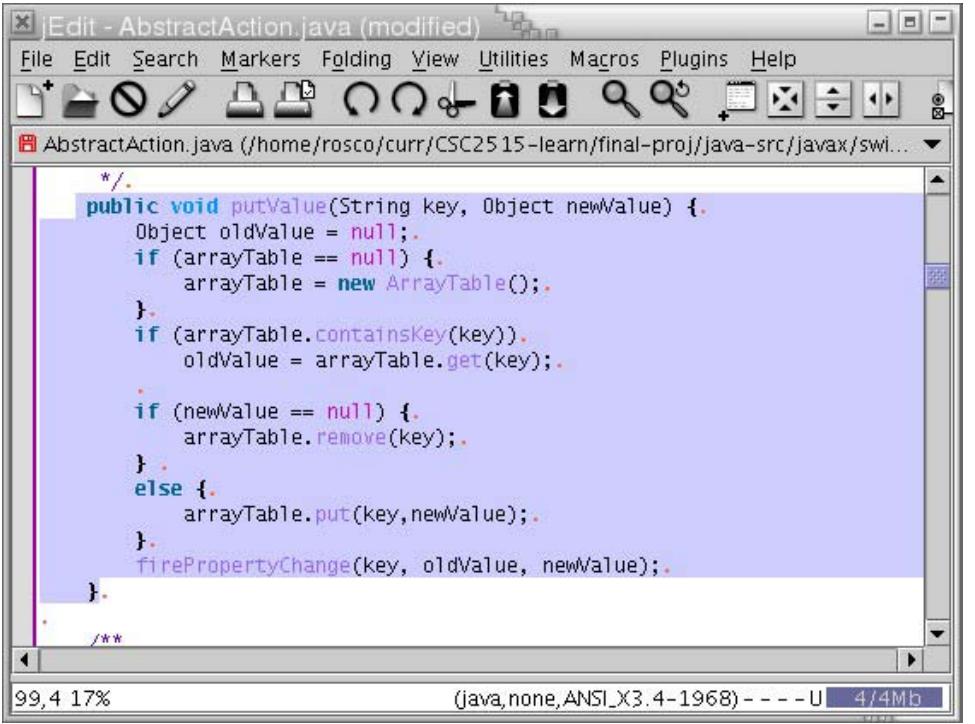 jEdit - AbstractAction.java (modified)
File Edit Search Markers Folding View Utilities Macros Plugins Help
AbstractAction.java (/home/rosco/curr/CSC2515-learn/final-proj/java-src/javax/swi...
*/.
public void putValue(String key, Object newValue) {.
Object oldValue = null;.
if (arrayTable == null) {.
arrayTable = new ArrayTable();.
}.
if (arrayTable.containsKey(key)).
oldValue = arrayTable.get(key);.
.
if (newValue == null) {.
arrayTable.remove(key);.
} .
else {.
arrayTable.put(key,newValue);.
}.
firePropertyChange(key, oldValue, newValue);.
}.
.
/**
99,4 17% (java,none,ANSI_X3.4-1968)----U 4/4Mb